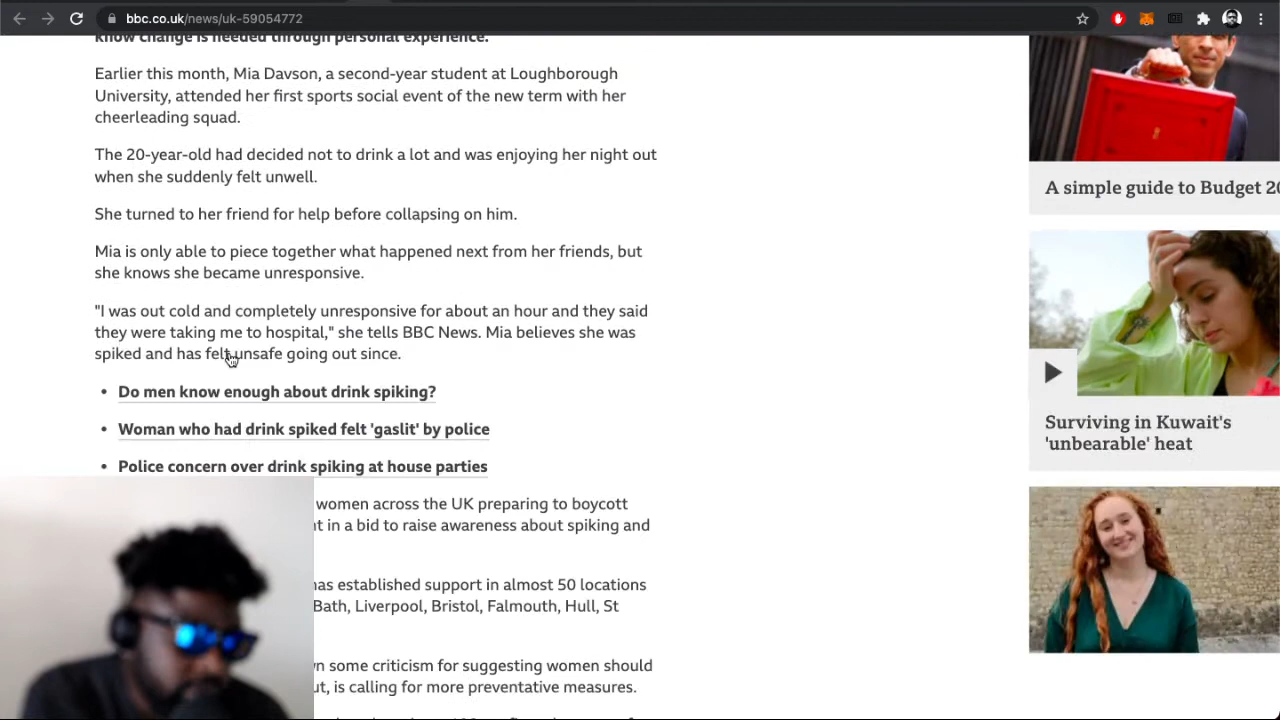 bbc.co.uk/news/uk-59054772
know change is needed through personal experience.
Earlier this month, Mia Davson, a second-year student at Loughborough
University, attended her first sports social event of the new term with her
cheerleading squad.
The 20-year-old had decided not to drink a lot and was enjoying her night out
when she suddenly felt unwell.
She turned to her friend for help before collapsing on him.
Mia is only able to piece together what happened next from her friends, but
she knows she became unresponsive.
"I was out cold and completely unresponsive for about an hour and they said
they were taking me to hospital," she tells BBC News. Mia believes she was
spiked and has felt unsafe going out since.
• Do men know enough about drink spiking?
• Woman who had drink spiked felt 'gaslit' by police
• Police concern over drink spiking at house parties
women across the UK preparing to boycott
in a bid to raise awareness about spiking and
has established support in almost 50 locations
Bath, Liverpool, Bristol, Falmouth, Hull, St
some criticism for suggesting women should
is calling for more preventative measures.
A simple guide to Budget 20
Surviving in Kuwait's
'unbearable' heat